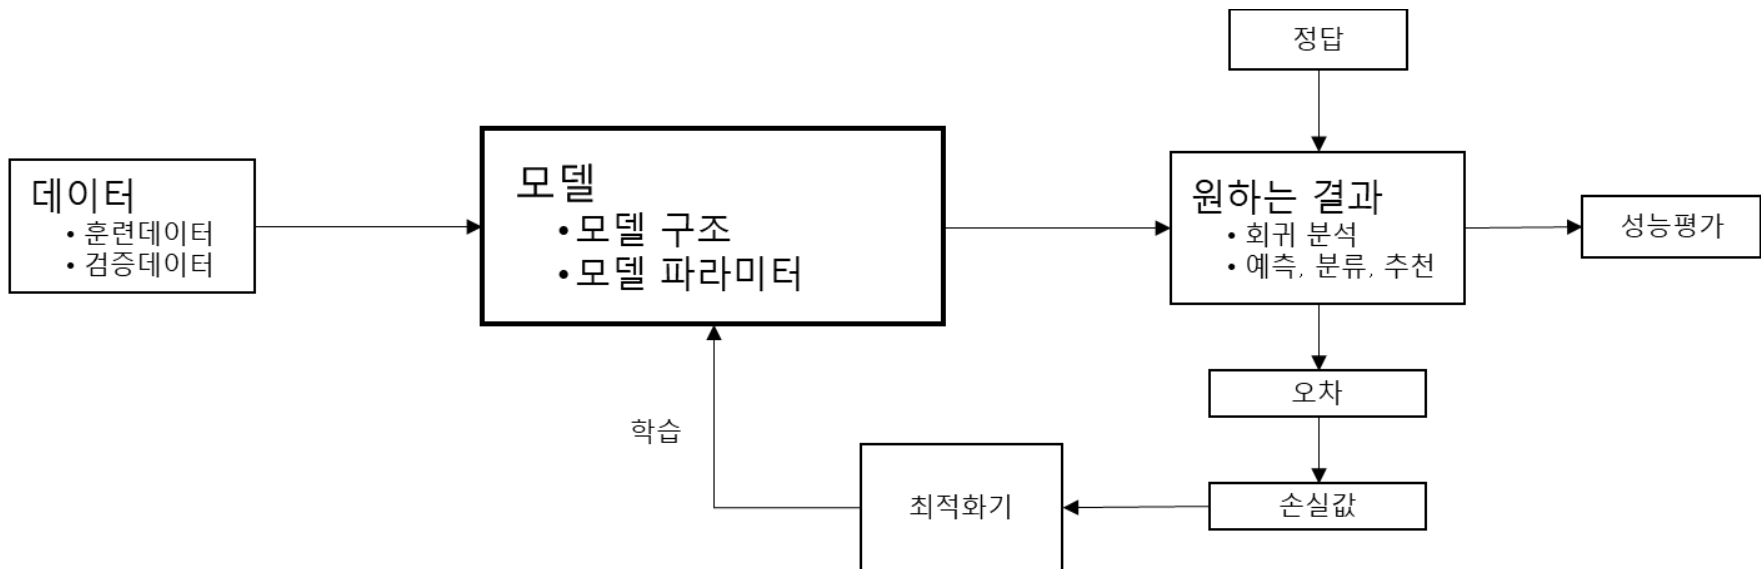 정답
데이터
• 훈련데이터
• 검증데이터
모델
• 모델 구조
• 모델 파라미터
원하는 결과
• 회귀 분석
• 예측, 분류, 추천
성능평가
오차
손실값
최적화기
학습